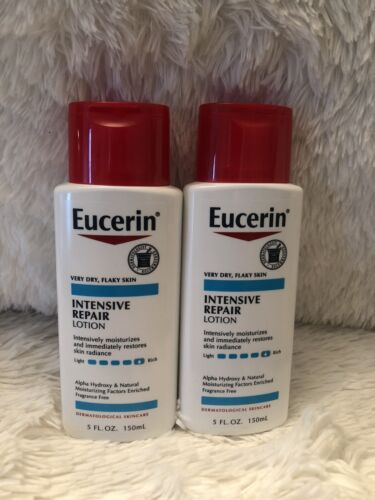 Eucerin®
VERY DRY, FLAKY SKIN
INTENSIVE
REPAIR
LOTION
Intensively moisturizes
and immediately restores
skin radiance
Light Rich
Alpha Hydroxy & Natural
Moisturizing Factors Enriched
Fragrance Free
DERMATOLOGICAL SKINCARE
5 FL. OZ. 150mL
Eucerin®
VERY DRY, FLAKY SKIN
INTENSIVE
REPAIR
LOTION
Intensively moisturizes
and immediately restores
skin radiance
Light Rich
Alpha Hydroxy & Natural
Moisturizing Factors Enriched
Fragrance Free
DERMATOLOGICAL SKINCARE
5 FL. OZ. 150mL